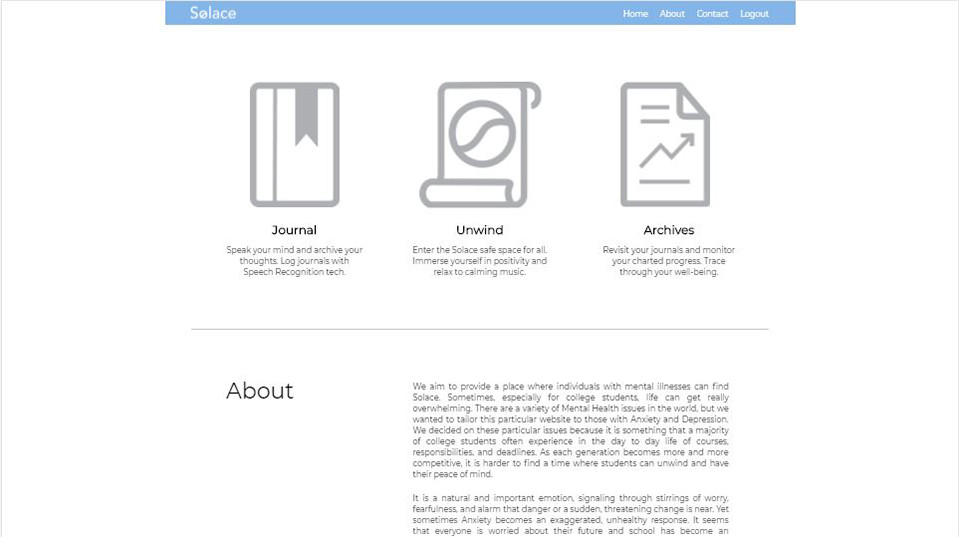 Sølace
Home About Contact Logout
Journal
Speak your mind and archive your
thoughts. Log journals with
Speech Recognition tech.
Unwind
Enter the Solace safe space for all.
Immerse yourself in positivity and
relax to calming music.
Archives
Revisit your journals and monitor
your charted progress. Trace
through your well-being.
About
We aim to provide a place where individuals with mental illnesses can find
Solace. Sometimes, especially for college students, life can get really
overwhelming. There are a variety of Mental Health issues in the world, but we
wanted to tailor this particular website to those with Anxiety and Depression.
We decided on these particular issues because it is something that a majority
of college students often experience in the day to day life of courses,
responsibilities, and deadlines. As each generation becomes more and more
competitive, it is harder to find a time where students can unwind and have
their peace of mind.
It is a natural and important emotion, signaling through stirrings of worry,
fearfulness, and alarm that danger or a sudden, threatening change is near. Yet
sometimes Anxiety becomes an exaggerated, unhealthy response. It seems
that everyone is worried about their future and school has become an